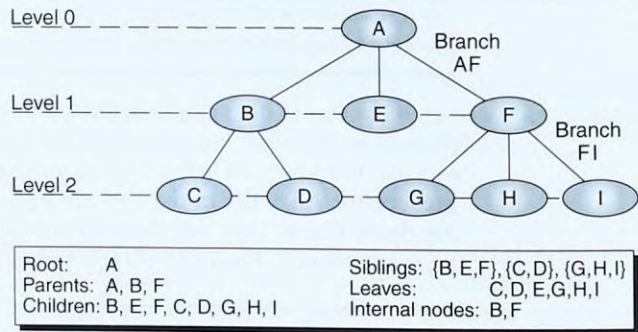 Level 0
A
Branch
AF
Level 1
B
E
F
Branch
FI
Level 2
C
D
G
H
I
Root: A
Parents: A, B, F
Children: B, E, F, C, D, G, H, I
Siblings: {B,E,F}, {C,D}, {G,H,I}
Leaves: C,D, E,G,H,I
Internal nodes: B,F